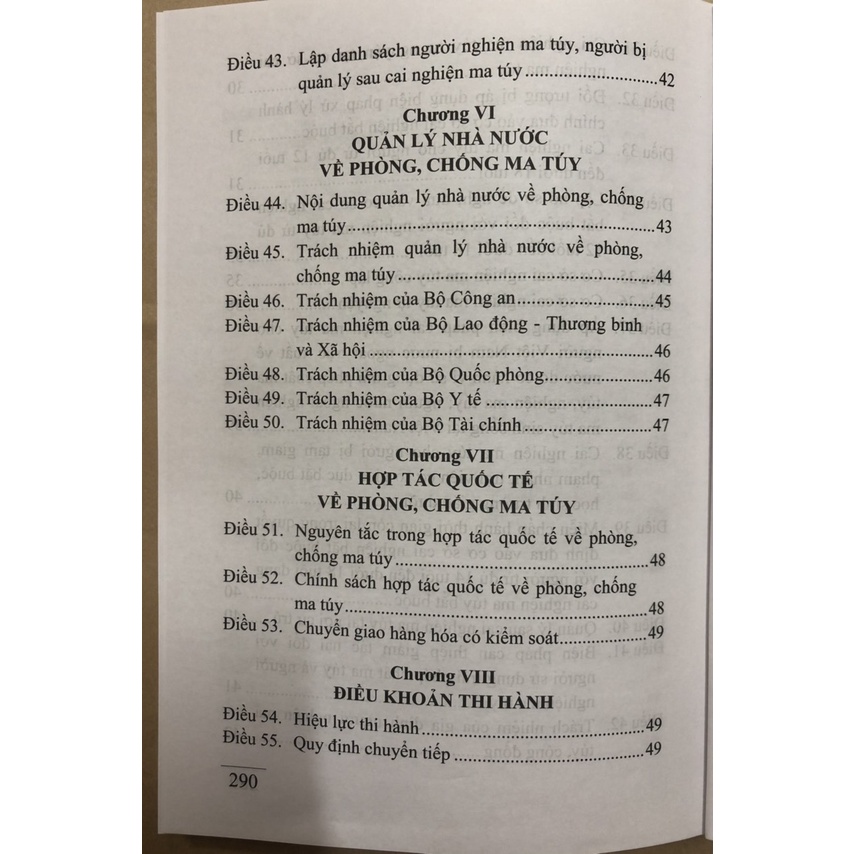 Điều 43. Lập danh sách người nghiện ma túy, người bị
quản lý sau cai nghiện ma túy.............................42
Chương VI
QUẢN LÝ NHÀ NƯỚC
VỀ PHÒNG, CHỐNG MA TÚY
Điều 44. Nội dung quản lý nhà nước về phòng, chống
ma túy.............................43
Điều 45. Trách nhiệm quản lý nhà nước về phòng,
chống ma túy.............................44
Điều 46. Trách nhiệm của Bộ Công an.............................45
Điều 47. Trách nhiệm của Bộ Lao động - Thương binh
và Xã hội.............................46
Điều 48. Trách nhiệm của Bộ Quốc phòng.............................46
Điều 49. Trách nhiệm của Bộ Y tế.............................47
Điều 50. Trách nhiệm của Bộ Tài chính.............................47
Chương VII
HỢP TÁC QUỐC TẾ
VỀ PHÒNG, CHỐNG MA TÚY
Điều 51. Nguyên tắc trong hợp tác quốc tế về phòng,
chống ma túy.............................48
Điều 52. Chính sách hợp tác quốc tế về phòng, chống
ma túy.............................48
Điều 53. Chuyển giao hàng hóa có kiểm soát.............................49
Chương VIII
ĐIỀU KHOẢN THI HÀNH
Điều 54. Hiệu lực thi hành.............................49
Điều 55. Quy định chuyển tiếp.............................49
290